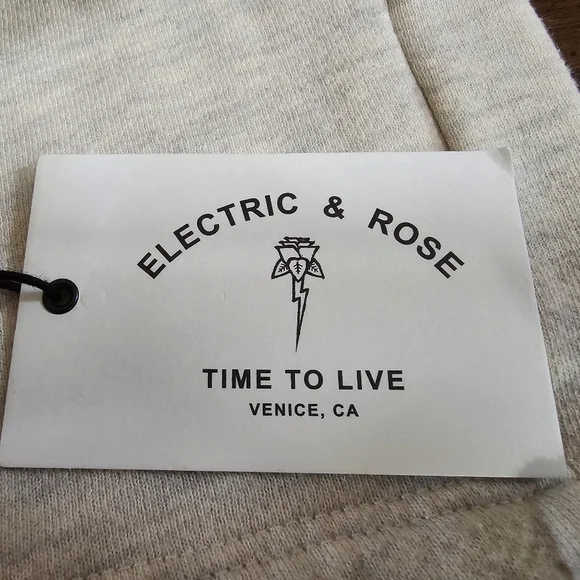 ELECTRIC & ROSE
TIME TO LIVE
VENICE, CA